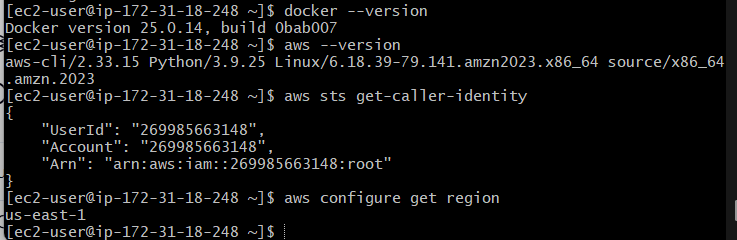 [ec2-user@ip-172-31-18-248 ~]$ docker --version
Docker version 25.0.14, build 0bab007
[ec2-user@ip-172-31-18-248 ~]$ aws --version
aws-cli/2.33.15 Python/3.9.25 Linux/6.18.39-79.141.amzn2023.x86_64 source/x86_64
.amzn.2023
[ec2-user@ip-172-31-18-248 ~]$ aws sts get-caller-identity
{
    "UserId": "269985663148",
    "Account": "269985663148",
    "Arn": "arn:aws:iam::269985663148:root"
}
[ec2-user@ip-172-31-18-248 ~]$ aws configure get region
us-east-1
[ec2-user@ip-172-31-18-248 ~]$